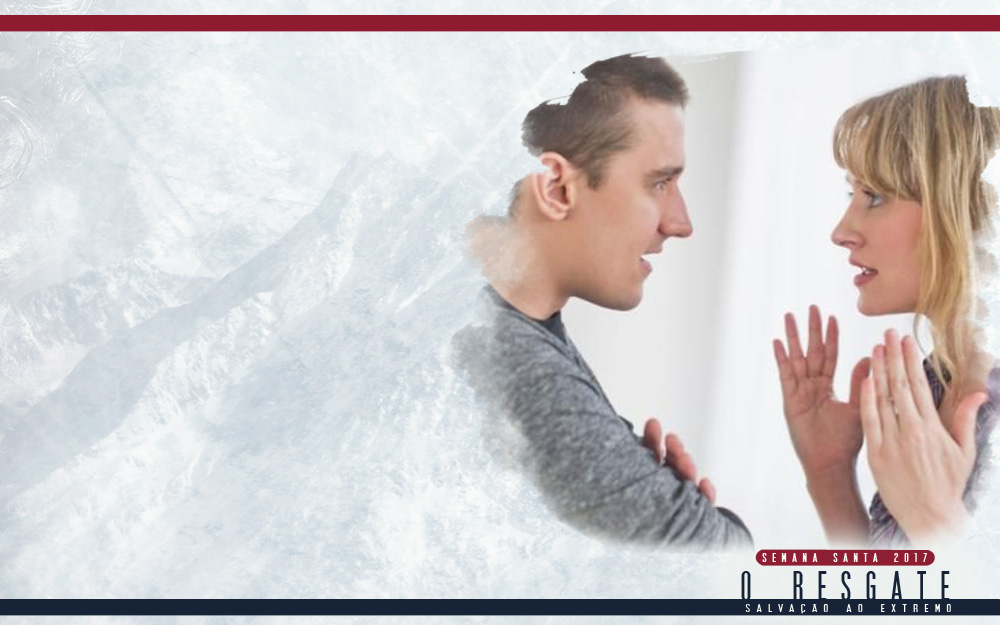 SEMANA SANTA 2017
O RESGATE
SALVAÇÃO AO EXTREMO